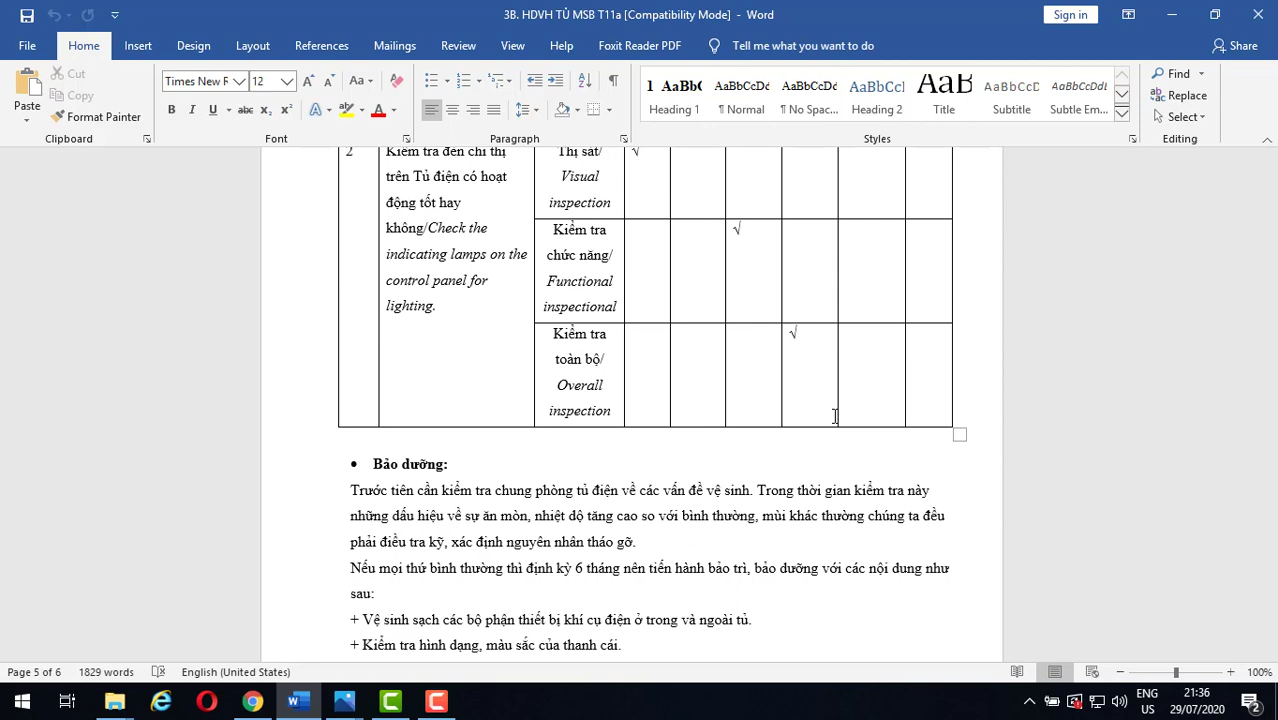 3B. HDVH TỦ MSB T11a [Compatibility Mode] - Word
Sign in
File Home Insert Design Layout References Mailings Review View Help Foxit Reader PDF Tell me what you want to do Share
Paste
Cut
Copy
Format Painter
Clipboard
Times New R 12
Font
Paragraph
AaBbC Heading 1
AaBbCcDd ¶ Normal
AaBbCcDd ¶ No Spac...
AaBbCcI Heading 2
AaB Title
AaBbCcDd Subtitle
AaBbCcDdI Subtle Em...
Styles
Find
Replace
Select
Editing
2
Kiểm tra đèn chỉ thị
trên Tủ điện có hoạt
động tốt hay
không/Check the
indicating lamps on the
control panel for
lighting.
Thị sát/
Visual
inspection
√
Kiểm tra
chức năng/
Functional
inspectional
√
Kiểm tra
toàn bộ/
Overall
inspection
√
• Bảo dưỡng:
Trước tiên cần kiểm tra chung phòng tủ điện về các vấn đề vệ sinh. Trong thời gian kiểm tra này
những dấu hiệu về sự ăn mòn, nhiệt dộ tăng cao so với bình thường, mùi khác thường chúng ta đều
phải điều tra kỹ, xác định nguyên nhân tháo gỡ.
Nếu mọi thứ bình thường thì định kỳ 6 tháng nên tiến hành bảo trì, bảo dưỡng với các nội dung như
sau:
+ Vệ sinh sạch các bộ phận thiết bị khí cụ điện ở trong và ngoài tủ.
+ Kiểm tra hình dạng, màu sắc của thanh cái.
Page 5 of 6 1829 words English (United States) 100%
ENG
US
21:36
29/07/2020
2